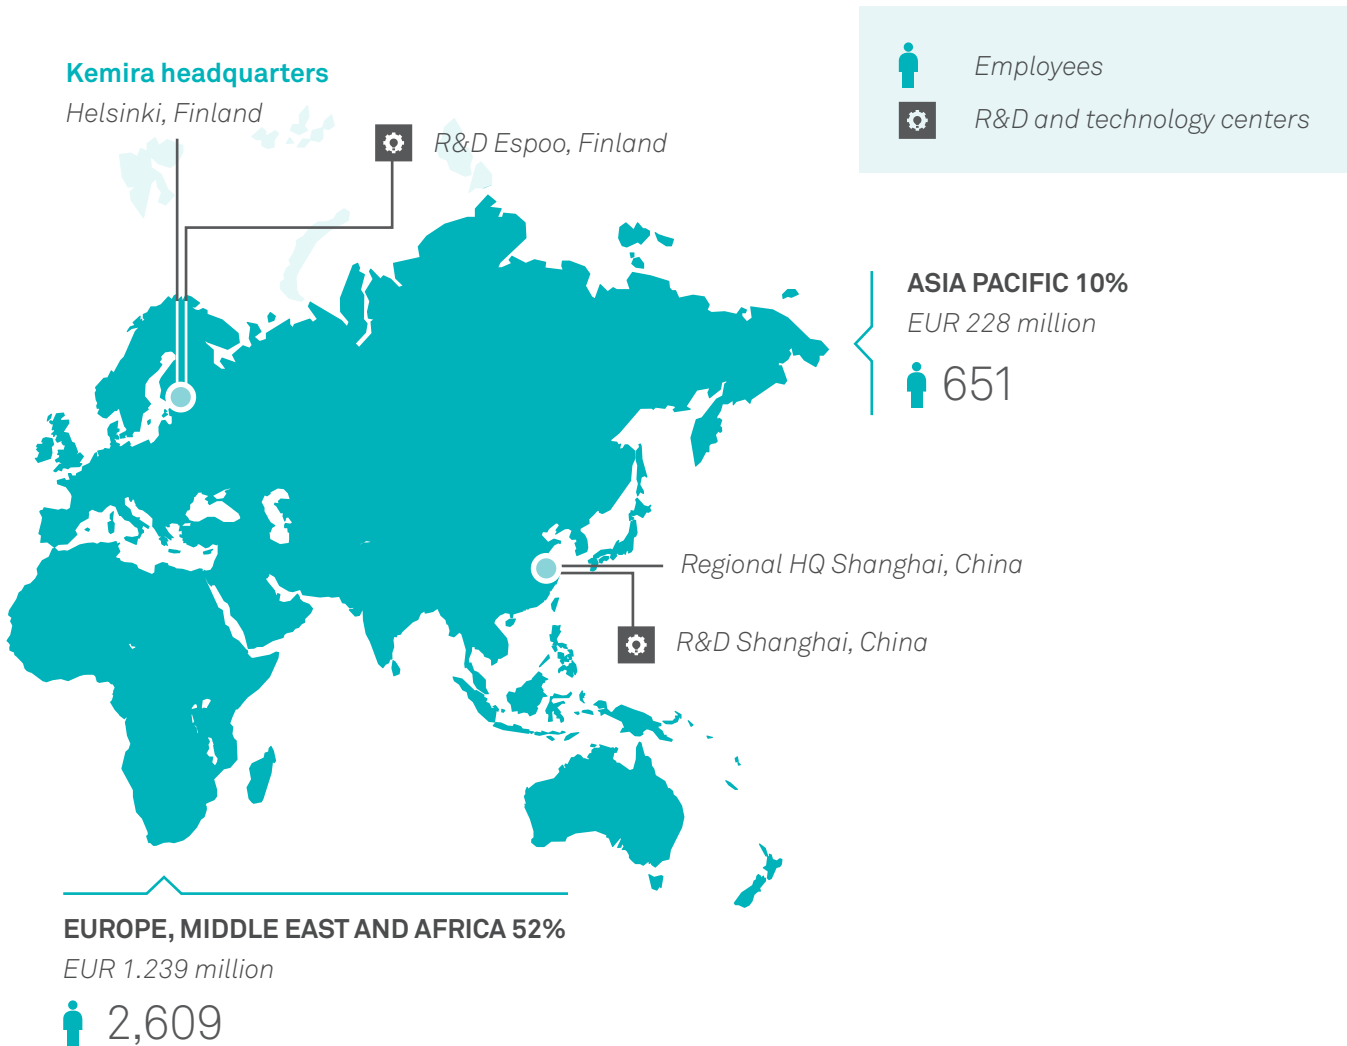 Kemira headquarters
Helsinki, Finland
R&D Espoo, Finland
Employees
R&D and technology centers
ASIA PACIFIC 10%
EUR 228 million
651
Regional HQ Shanghai, China
R&D Shanghai, China
EUROPE, MIDDLE EAST AND AFRICA 52%
EUR 1.239 million
2,609